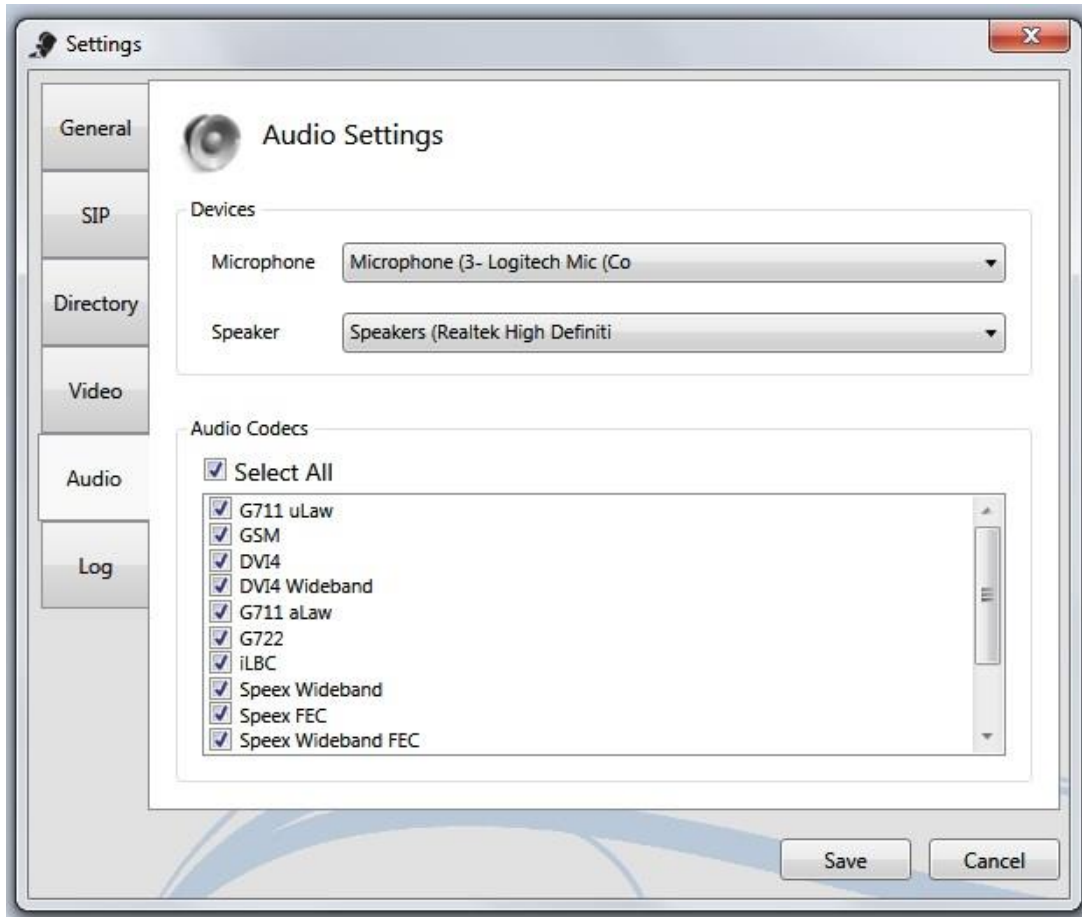 Settings
General
SIP
Directory
Video
Audio
Log
Audio Settings
Devices
Microphone
Microphone (3- Logitech Mic (Co
Speaker
Speakers (Realtek High Definiti
Audio Codecs
Select All
G711 uLaw
GSM
DVI4
DVI4 Wideband
G711 aLaw
G722
iLBC
Speex Wideband
Speex FEC
Speex Wideband FEC
Save
Cancel